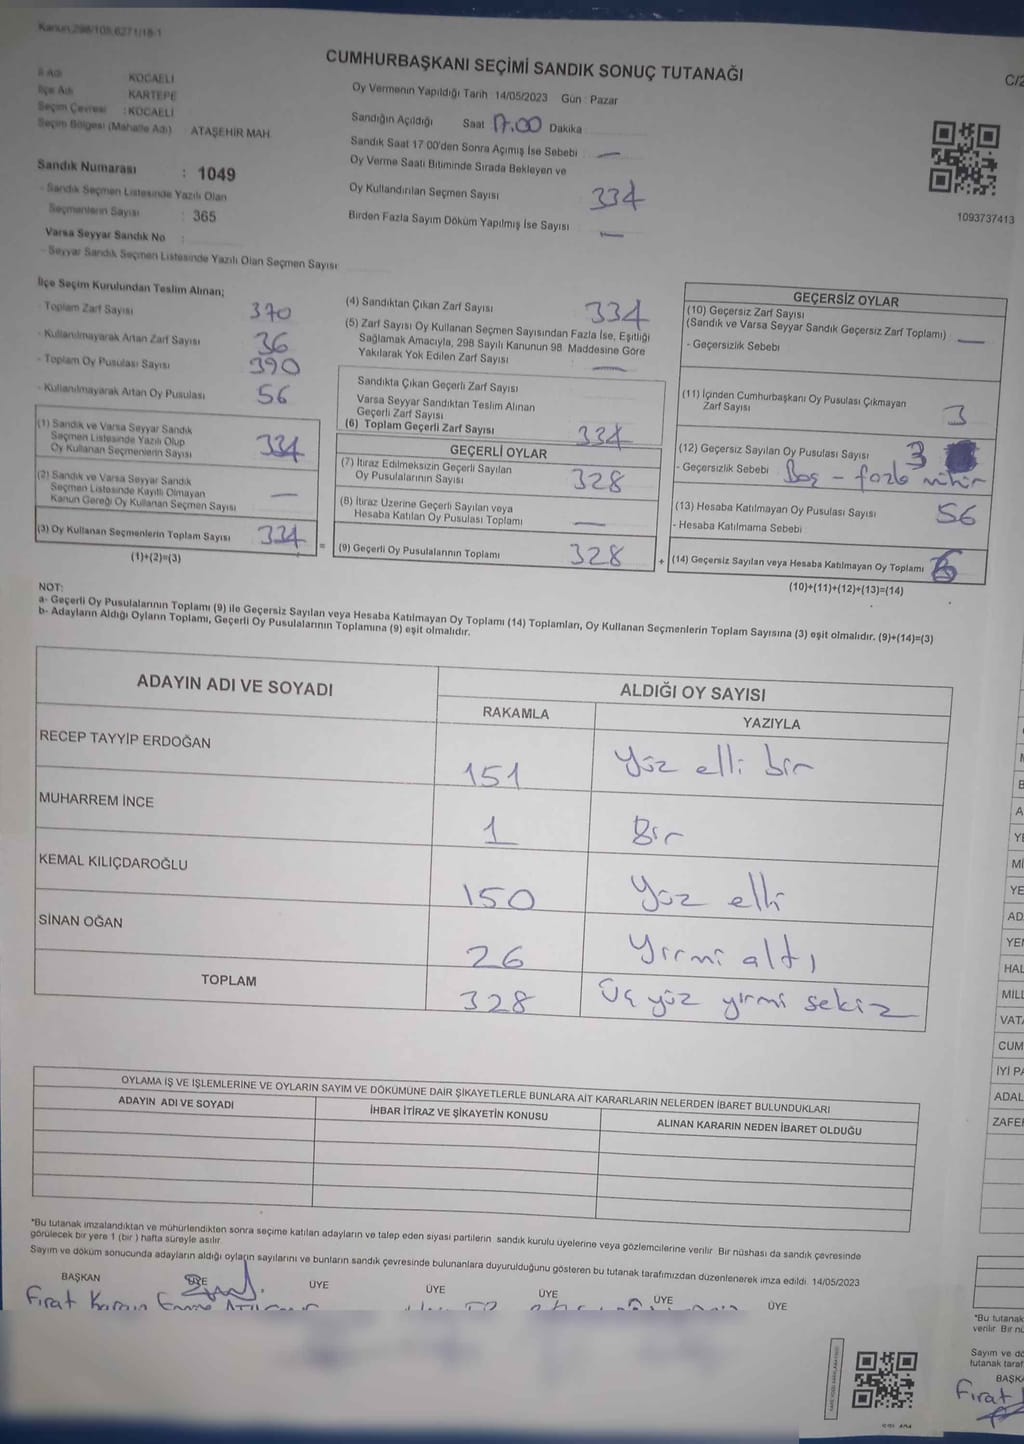 Kanun:298/105,6271/18-1
CUMHURBAŞKANI SEÇİMİ SANDIK SONUÇ TUTANAĞI
C/2
İl Adı KOCAELİ
İlçe Adı KARTEPE
Seçim Çevresi : KOCAELİ
Seçim Bölgesi (Mahalle Adı) ATAŞEHİR MAH.
Oy Vermenin Yapıldığı Tarih 14/05/2023 Gün : Pazar
Sandığın Açıldığı Saat 17.00 Dakika
Sandık Saat 17 00'den Sonra Açımış İse Sebebi —
Oy Verme Saati Bitiminde Sırada Bekleyen ve
Oy Kullandırılan Seçmen Sayısı 334
Birden Fazla Sayım Döküm Yapılmış İse Sayısı —
1093737413
Sandık Numarası : 1049
- Sandık Seçmen Listesinde Yazılı Olan
Seçmenlerin Sayısı : 365
Varsa Seyyar Sandık No :
- Seyyar Sandık Seçmen Listesinde Yazılı Olan Seçmen Sayısı
İlçe Seçim Kurulundan Teslim Alınan;
- Toplam Zarf Sayısı 370
- Kullanılmayarak Artan Zarf Sayısı 36
- Toplam Oy Pusulası Sayısı 390
- Kullanılmayarak Artan Oy Pusulası 56
(1) Sandık ve Varsa Seyyar Sandık
Seçmen Listesinde Yazılı Olup
Oy Kullanan Seçmenlerin Sayısı 334
(2) Sandık ve Varsa Seyyar Sandık
Seçmen Listesinde Kayıtlı Olmayan
Kanun Gereği Oy Kullanan Seçmen Sayısı —
(3) Oy Kullanan Seçmenlerin Toplam Sayısı 334
(1)+(2)=(3)
(4) Sandıktan Çıkan Zarf Sayısı 334
(5) Zarf Sayısı Oy Kullanan Seçmen Sayısından Fazla İse, Eşitliği
Sağlamak Amacıyla, 298 Sayılı Kanunun 98 Maddesine Göre
Yakılarak Yok Edilen Zarf Sayısı —
Sandıkta Çıkan Geçerli Zarf Sayısı
Varsa Seyyar Sandıktan Teslim Alınan
Geçerli Zarf Sayısı
(6) Toplam Geçerli Zarf Sayısı 334
GEÇERLİ OYLAR
(7) İtiraz Edilmeksizin Geçerli Sayılan
Oy Pusulalarının Sayısı 328
(8) İtiraz Üzerine Geçerli Sayılan veya
Hesaba Katılan Oy Pusulası Toplamı —
= (9) Geçerli Oy Pusulalarının Toplamı 328
GEÇERSİZ OYLAR
(10) Geçersiz Zarf Sayısı
(Sandık ve Varsa Seyyar Sandık Geçersiz Zarf Toplamı) —
- Geçersizlik Sebebi
(11) İçinden Cumhurbaşkanı Oy Pusulası Çıkmayan
Zarf Sayısı 3
(12) Geçersiz Sayılan Oy Pusulası Sayısı 3
- Geçersizlik Sebebi Boş - fazla mühür
(13) Hesaba Katılmayan Oy Pusulası Sayısı 56
- Hesaba Katılmama Sebebi
+ (14) Geçersiz Sayılan veya Hesaba Katılmayan Oy Toplamı 6
(10)+(11)+(12)+(13)=(14)
NOT:
a- Geçerli Oy Pusulalarının Toplamı (9) ile Geçersiz Sayılan veya Hesaba Katılmayan Oy Toplamı (14) Toplamları, Oy Kullanan Seçmenlerin Toplam Sayısına (3) eşit olmalıdır. (9)+(14)=(3)
b- Adayların Aldığı Oyların Toplamı, Geçerli Oy Pusulalarının Toplamına (9) eşit olmalıdır.
ADAYIN ADI VE SOYADI ALDIĞI OY SAYISI
RAKAMLA YAZIYLA
RECEP TAYYİP ERDOĞAN 151 Yüz elli bir
MUHARREM İNCE 1 Bir
KEMAL KILIÇDAROĞLU 150 Yüz elli
SİNAN OĞAN 26 Yirmi altı
TOPLAM 328 Üç yüz yirmi sekiz
OYLAMA İŞ VE İŞLEMLERİNE VE OYLARIN SAYIM VE DÖKÜMÜNE DAİR ŞİKAYETLERLE BUNLARA AİT KARARLARIN NELERDEN İBARET BULUNDUKLARI
ADAYIN ADI VE SOYADI İHBAR İTİRAZ VE ŞİKAYETİN KONUSU ALINAN KARARIN NEDEN İBARET OLDUĞU
*Bu tutanak imzalandıktan ve mühürlendikten sonra seçime katılan adayların ve talep eden siyasi partilerin sandık kurulu üyelerine veya gözlemcilerine verilir. Bir nüshası da sandık çevresinde
görülecek bir yere 1 (bir ) hafta süreyle asılır.
Sayım ve döküm sonucunda adayların aldığı oyların sayılarını ve bunların sandık çevresinde bulunanlara duyurulduğunu gösteren bu tutanak tarafımızdan düzenlenerek imza edildi. 14/05/2023
BAŞKAN ÜYE ÜYE ÜYE ÜYE ÜYE ÜYE
Fırat
YE
Mİ
YE
AD
YE
HAL
MİLL
VAT
CUM
İYİ PA
ADAL
ZAFE
*Bu tutanak
verilir Bir nü
Sayım ve dö
tutanak taraf
BAŞK
Fırat